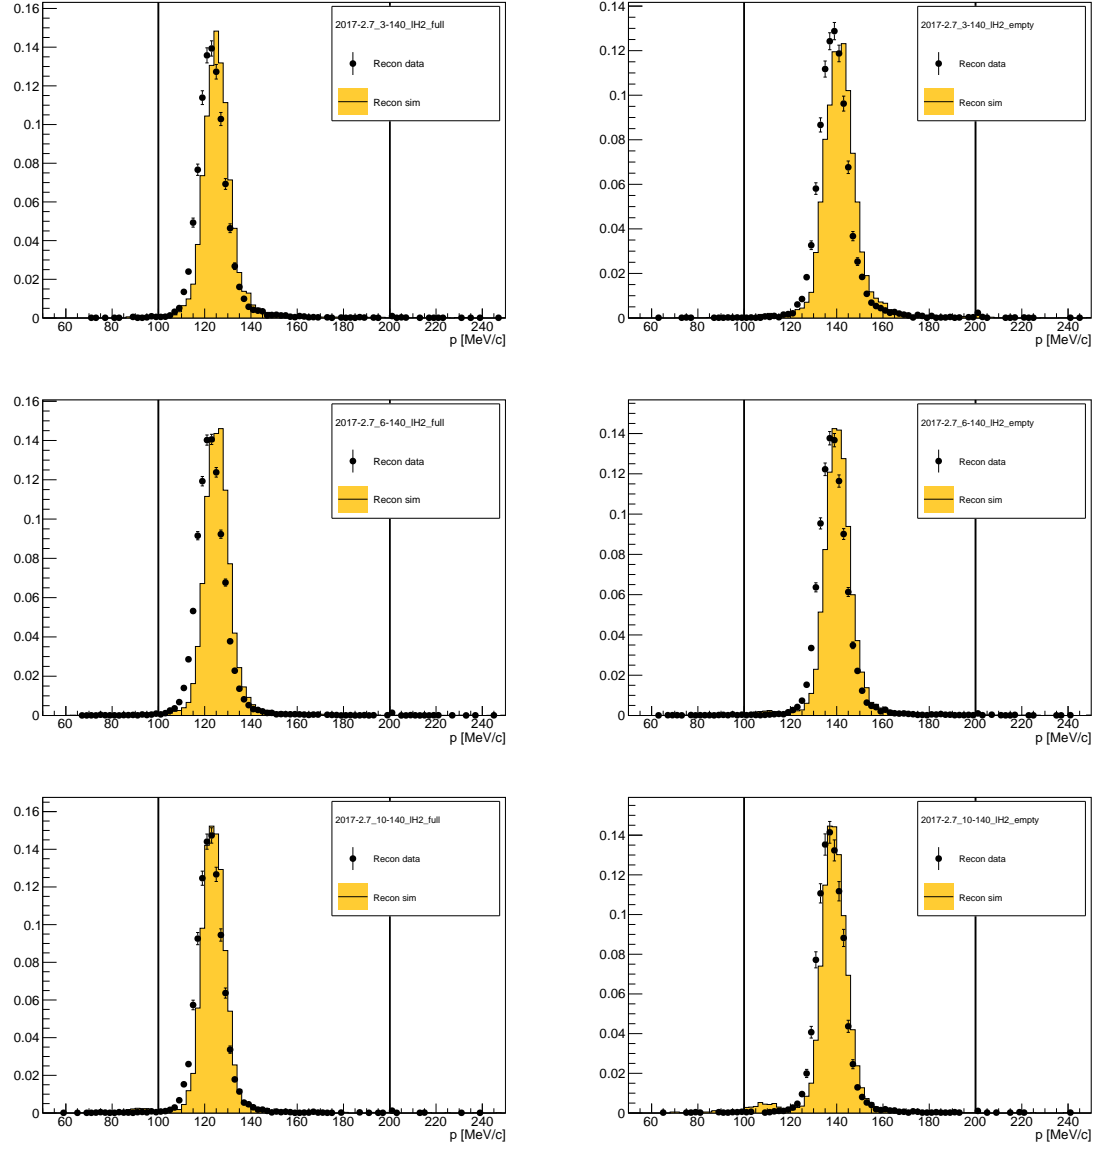 2017-2.7_3-140_lH2_full
Recon data
Recon sim
0
0.02
0.04
0.06
0.08
0.1
0.12
0.14
0.16
60 80 100 120 140 160 180 200 220 240
p [MeV/c]
2017-2.7_3-140_lH2_empty
Recon data
Recon sim
0
0.02
0.04
0.06
0.08
0.1
0.12
0.14
60 80 100 120 140 160 180 200 220 240
p [MeV/c]
2017-2.7_6-140_lH2_full
Recon data
Recon sim
0
0.02
0.04
0.06
0.08
0.1
0.12
0.14
0.16
60 80 100 120 140 160 180 200 220 240
p [MeV/c]
2017-2.7_6-140_lH2_empty
Recon data
Recon sim
0
0.02
0.04
0.06
0.08
0.1
0.12
0.14
60 80 100 120 140 160 180 200 220 240
p [MeV/c]
2017-2.7_10-140_lH2_full
Recon data
Recon sim
0
0.02
0.04
0.06
0.08
0.1
0.12
0.14
0.16
60 80 100 120 140 160 180 200 220 240
p [MeV/c]
2017-2.7_10-140_lH2_empty
Recon data
Recon sim
0
0.02
0.04
0.06
0.08
0.1
0.12
0.14
60 80 100 120 140 160 180 200 220 240
p [MeV/c]